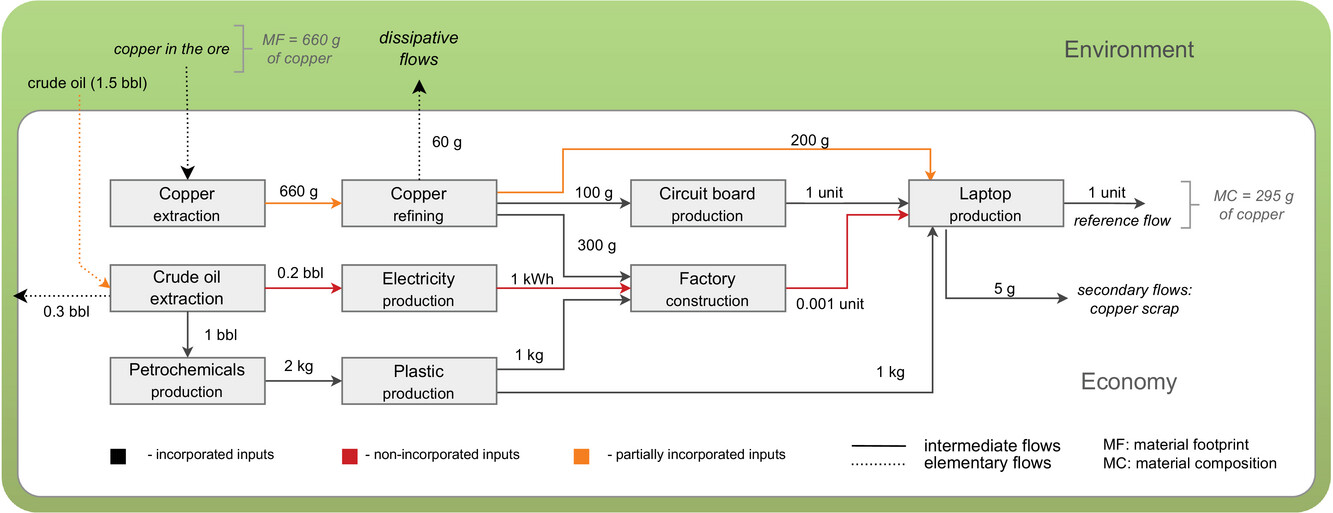 copper in the ore
MF = 660 g
of copper
dissipative
flows
Environment
crude oil (1.5 bbl)
60 g
200 g
Copper
extraction
660 g
Copper
refining
100 g
Circuit board
production
1 unit
Laptop
production
1 unit
reference flow
MC = 295 g
of copper
300 g
Crude oil
extraction
0.2 bbl
Electricity
production
1 kWh
Factory
construction
0.001 unit
5 g
secondary flows:
copper scrap
0.3 bbl
1 bbl
Petrochemicals
production
2 kg
Plastic
production
1 kg
1 kg
Economy
- incorporated inputs
- non-incorporated inputs
- partially incorporated inputs
intermediate flows
elementary flows
MF: material footprint
MC: material composition